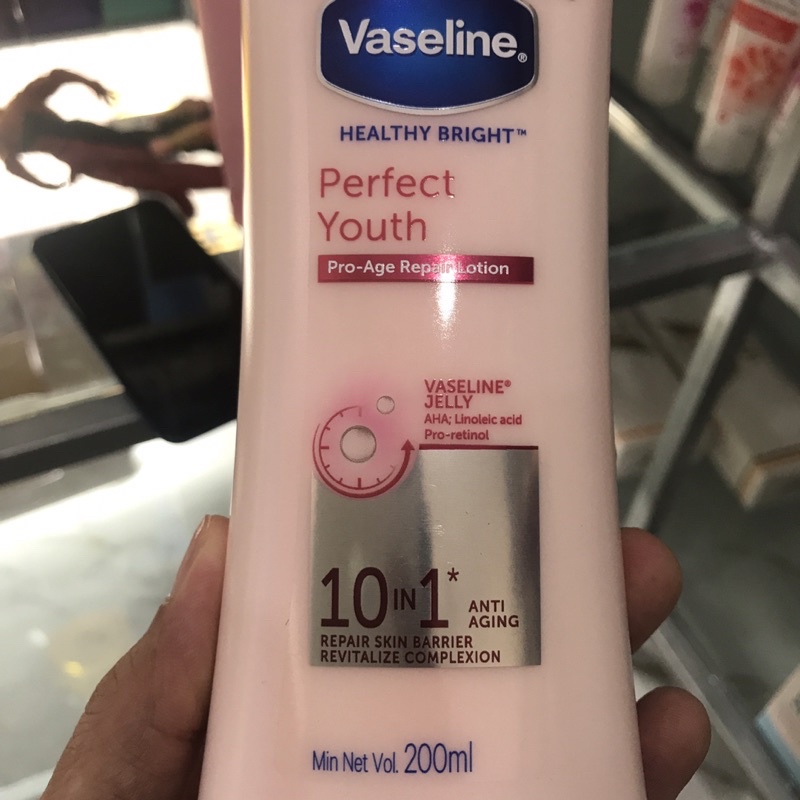 Vaseline®
HEALTHY BRIGHT™
Perfect
Youth
Pro-Age Repair Lotion
VASELINE®
JELLY
AHA; Linoleic acid
Pro-retinol
10 IN 1* ANTI
AGING
REPAIR SKIN BARRIER
REVITALIZE COMPLEXION
Min Net Vol. 200ml